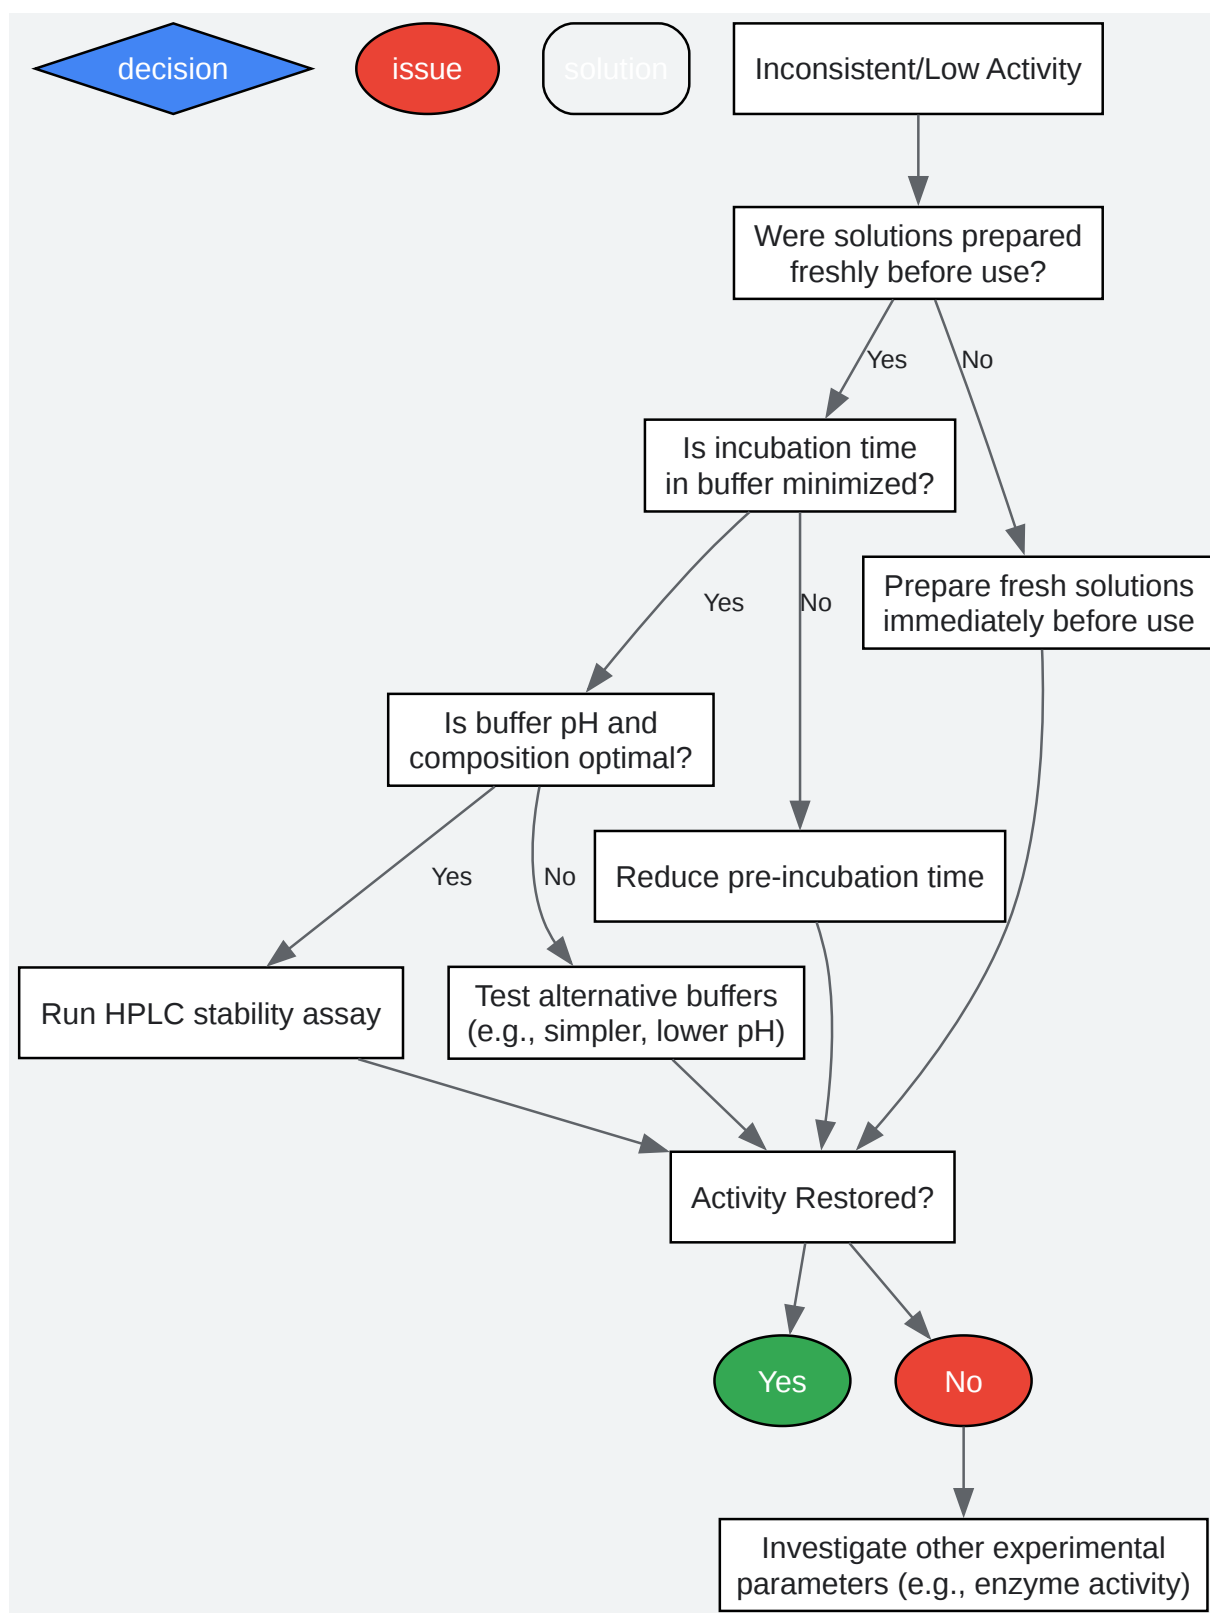 decision
issue
solution
Inconsistent/Low Activity
Were solutions prepared
freshly before use?
Yes
No
Is incubation time
in buffer minimized?
Yes
No
Prepare fresh solutions
immediately before use
Is buffer pH and
composition optimal?
Yes
No
Reduce pre-incubation time
Run HPLC stability assay
Test alternative buffers
(e.g., simpler, lower pH)
Activity Restored?
Yes
No
Investigate other experimental
parameters (e.g., enzyme activity)